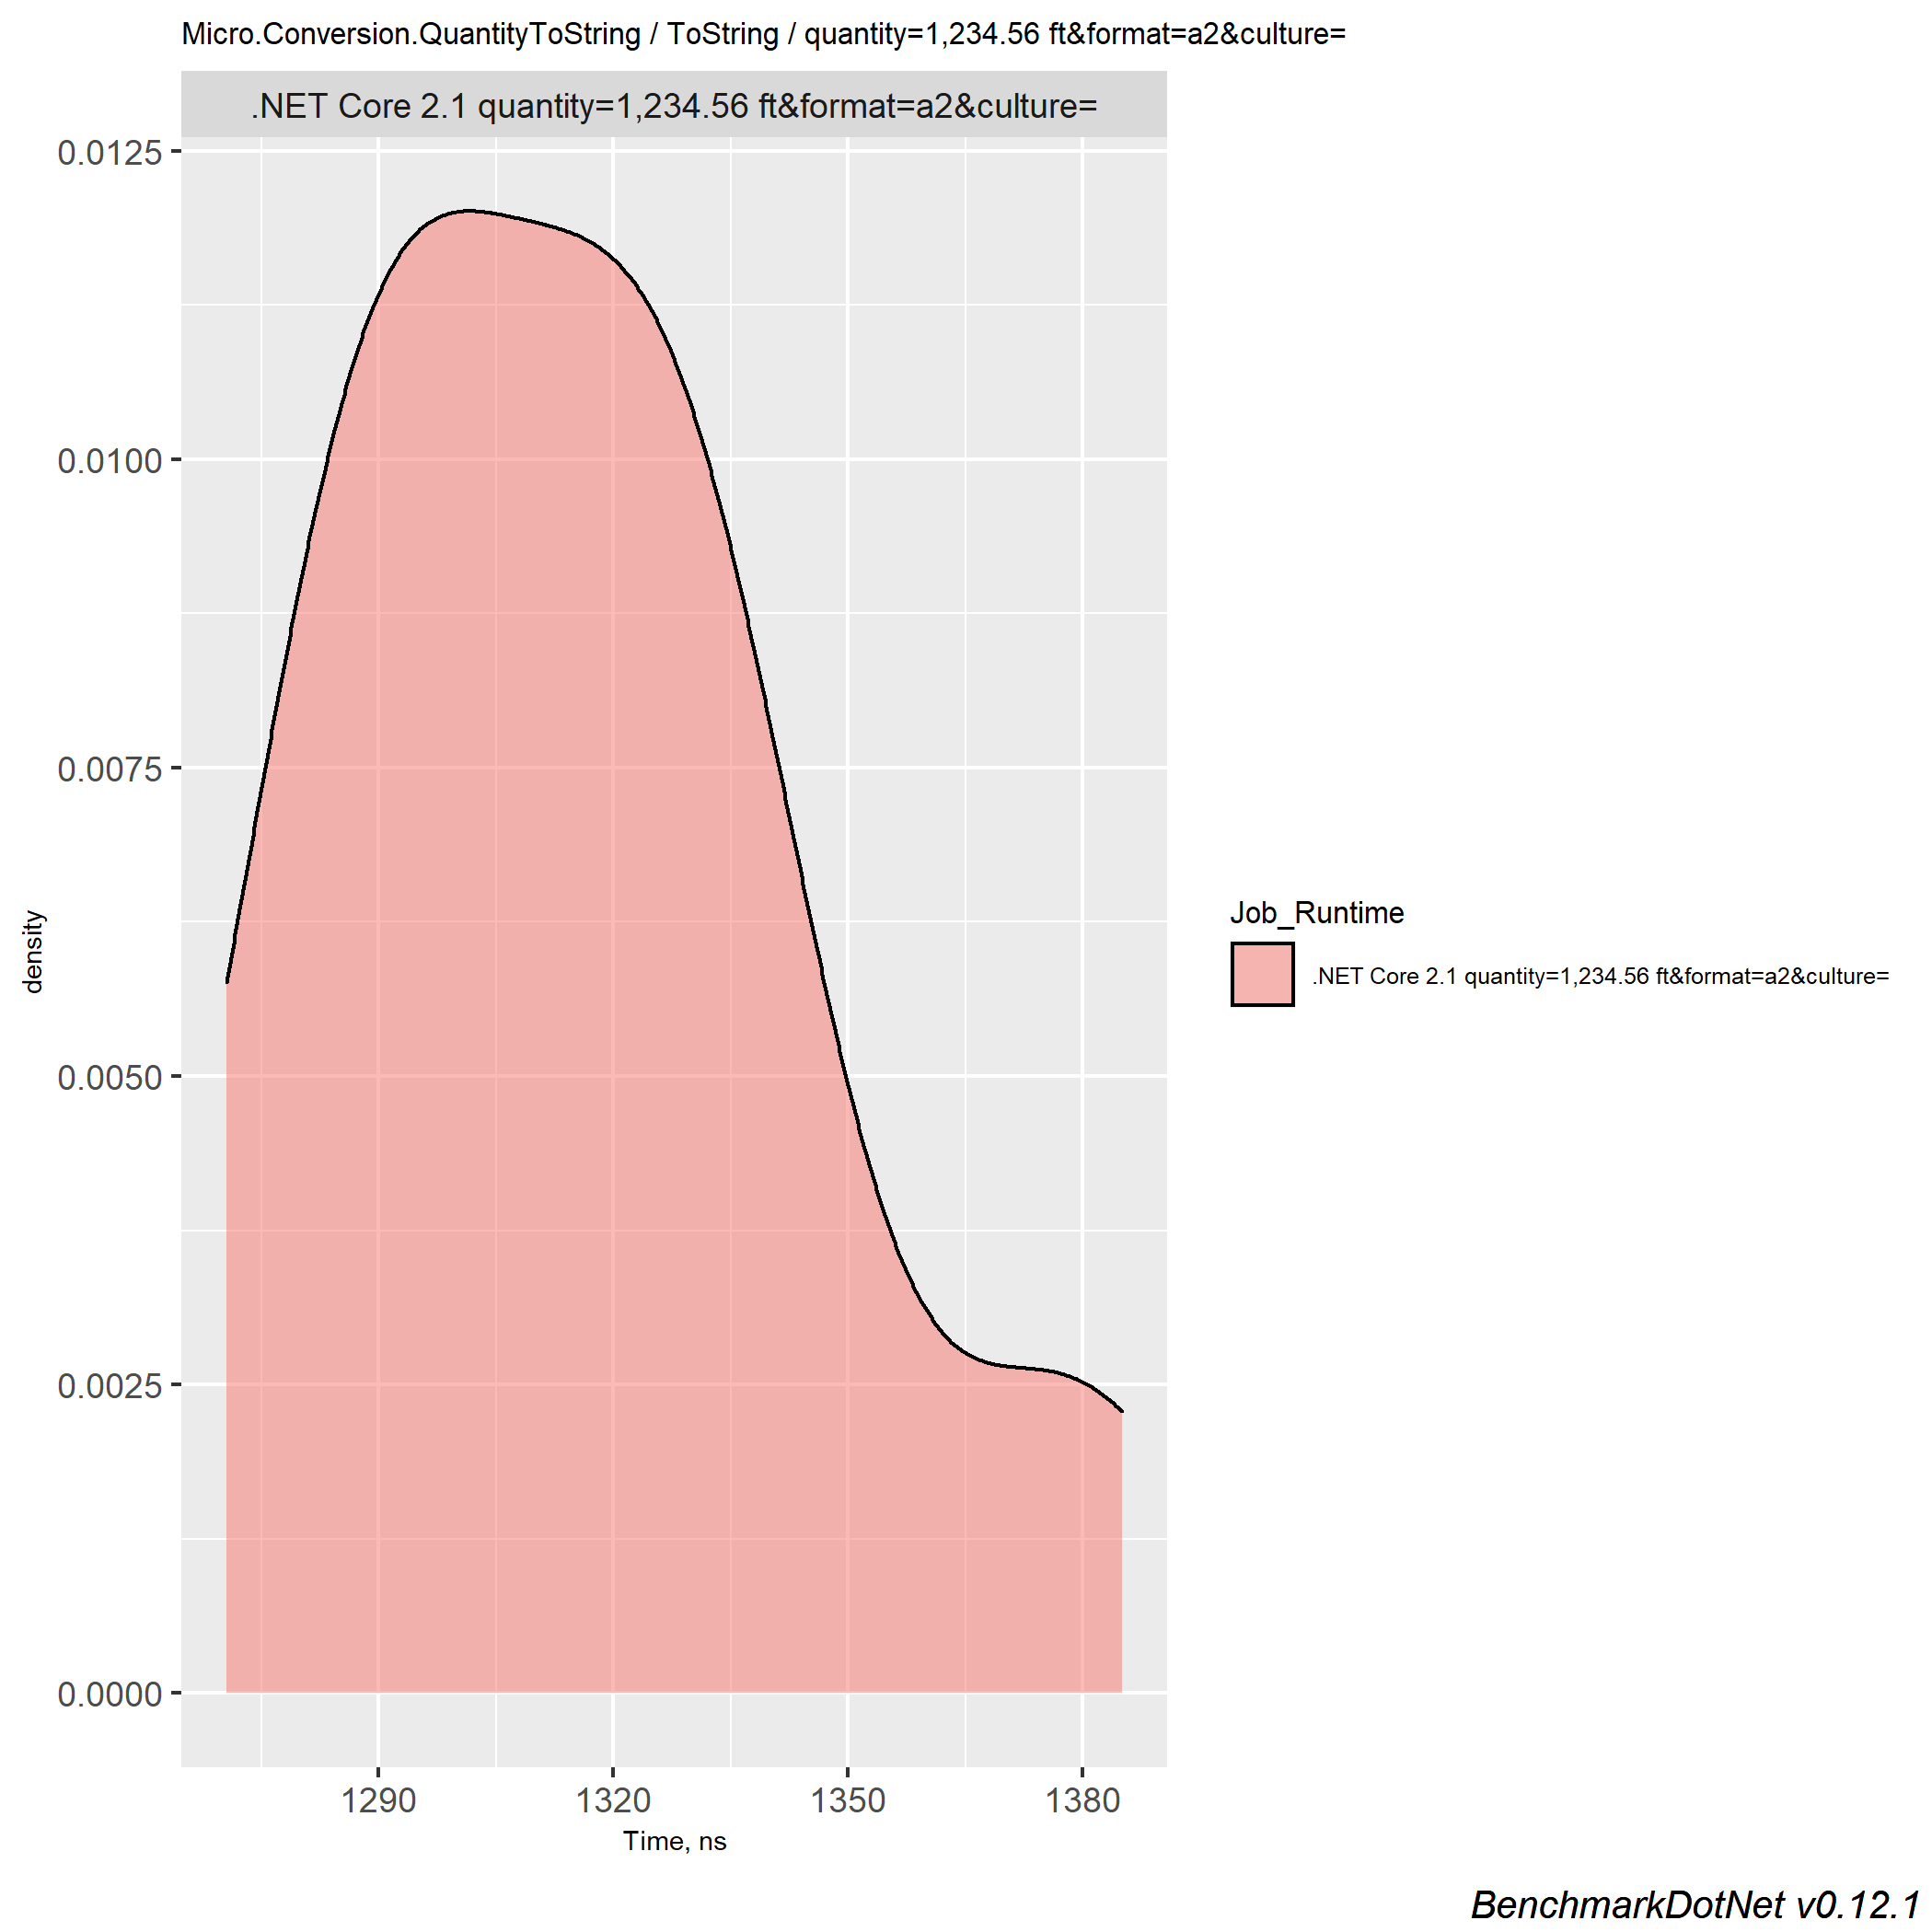 Micro.Conversion.QuantityToString / ToString / quantity=1,234.56 ft&format=a2&culture=
.NET Core 2.1 quantity=1,234.56 ft&format=a2&culture=
0.0125
0.0100
0.0075
0.0050
0.0025
0.0000
density
1290 1320 1350 1380
Time, ns
Job_Runtime
.NET Core 2.1 quantity=1,234.56 ft&format=a2&culture=
BenchmarkDotNet v0.12.1